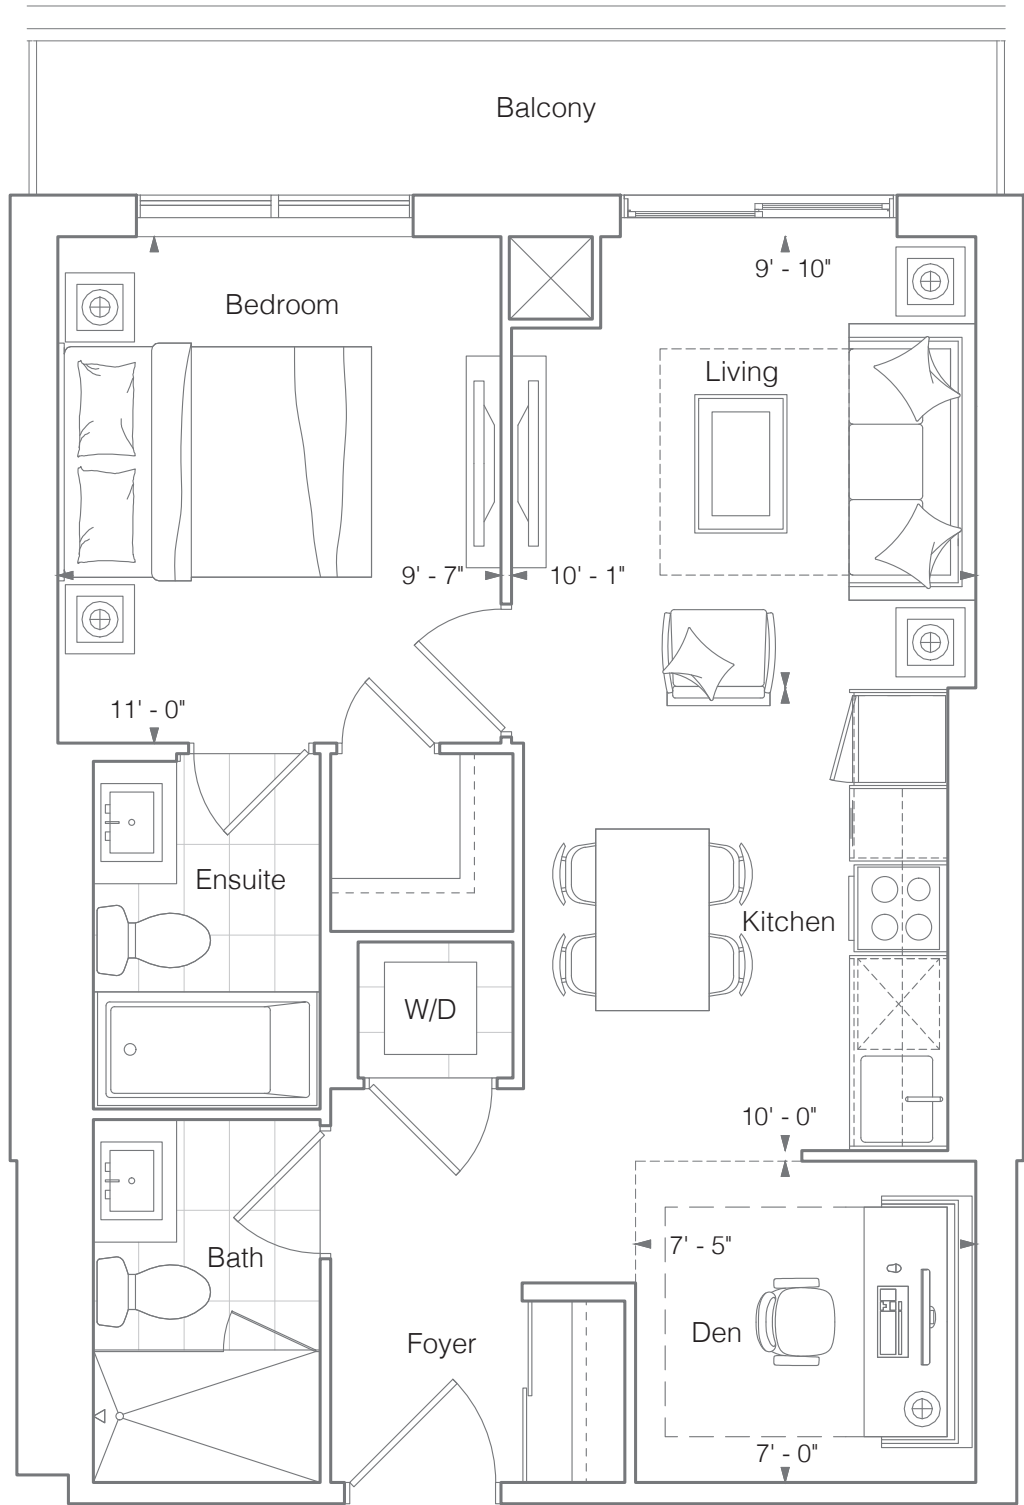 Balcony
9' - 10"
Bedroom
Living
9' - 7"
10' - 1"
11' - 0"
Ensuite
Kitchen
W/D
10' - 0"
7' - 5"
Bath
Den
Foyer
7' - 0"